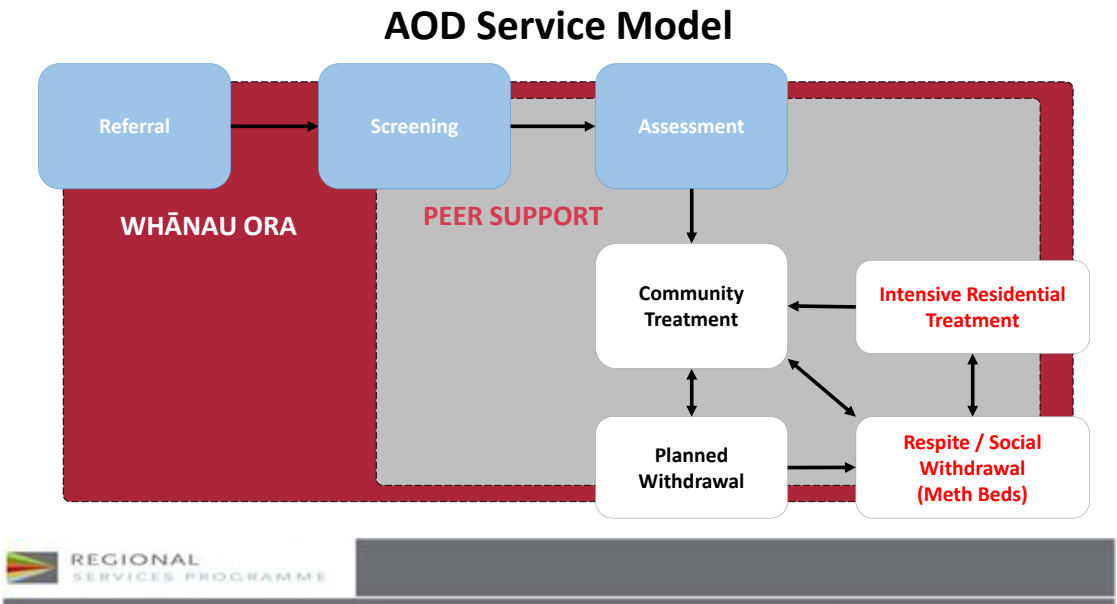 AOD Service Model
Referral
Screening
Assessment
WHĀNAU ORA
PEER SUPPORT
Community
Treatment
Intensive Residential
Treatment
Planned
Withdrawal
Respite / Social
Withdrawal
(Meth Beds)
REGIONAL
SERVICES PROGRAMME